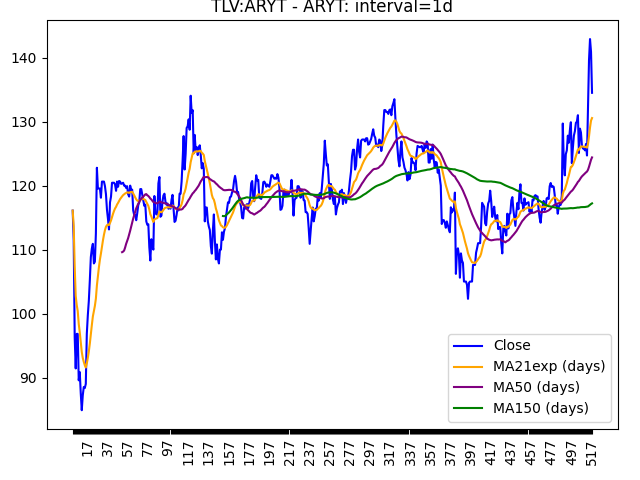 TLV:ARYT - ARYT: interval=1d
140
130
120
110
100
90
Close
MA21exp (days)
MA50 (days)
MA150 (days)
17 37 57 77 97 117 137 157 177 197 217 237 257 277 297 317 337 357 377 397 417 437 457 477 497 517